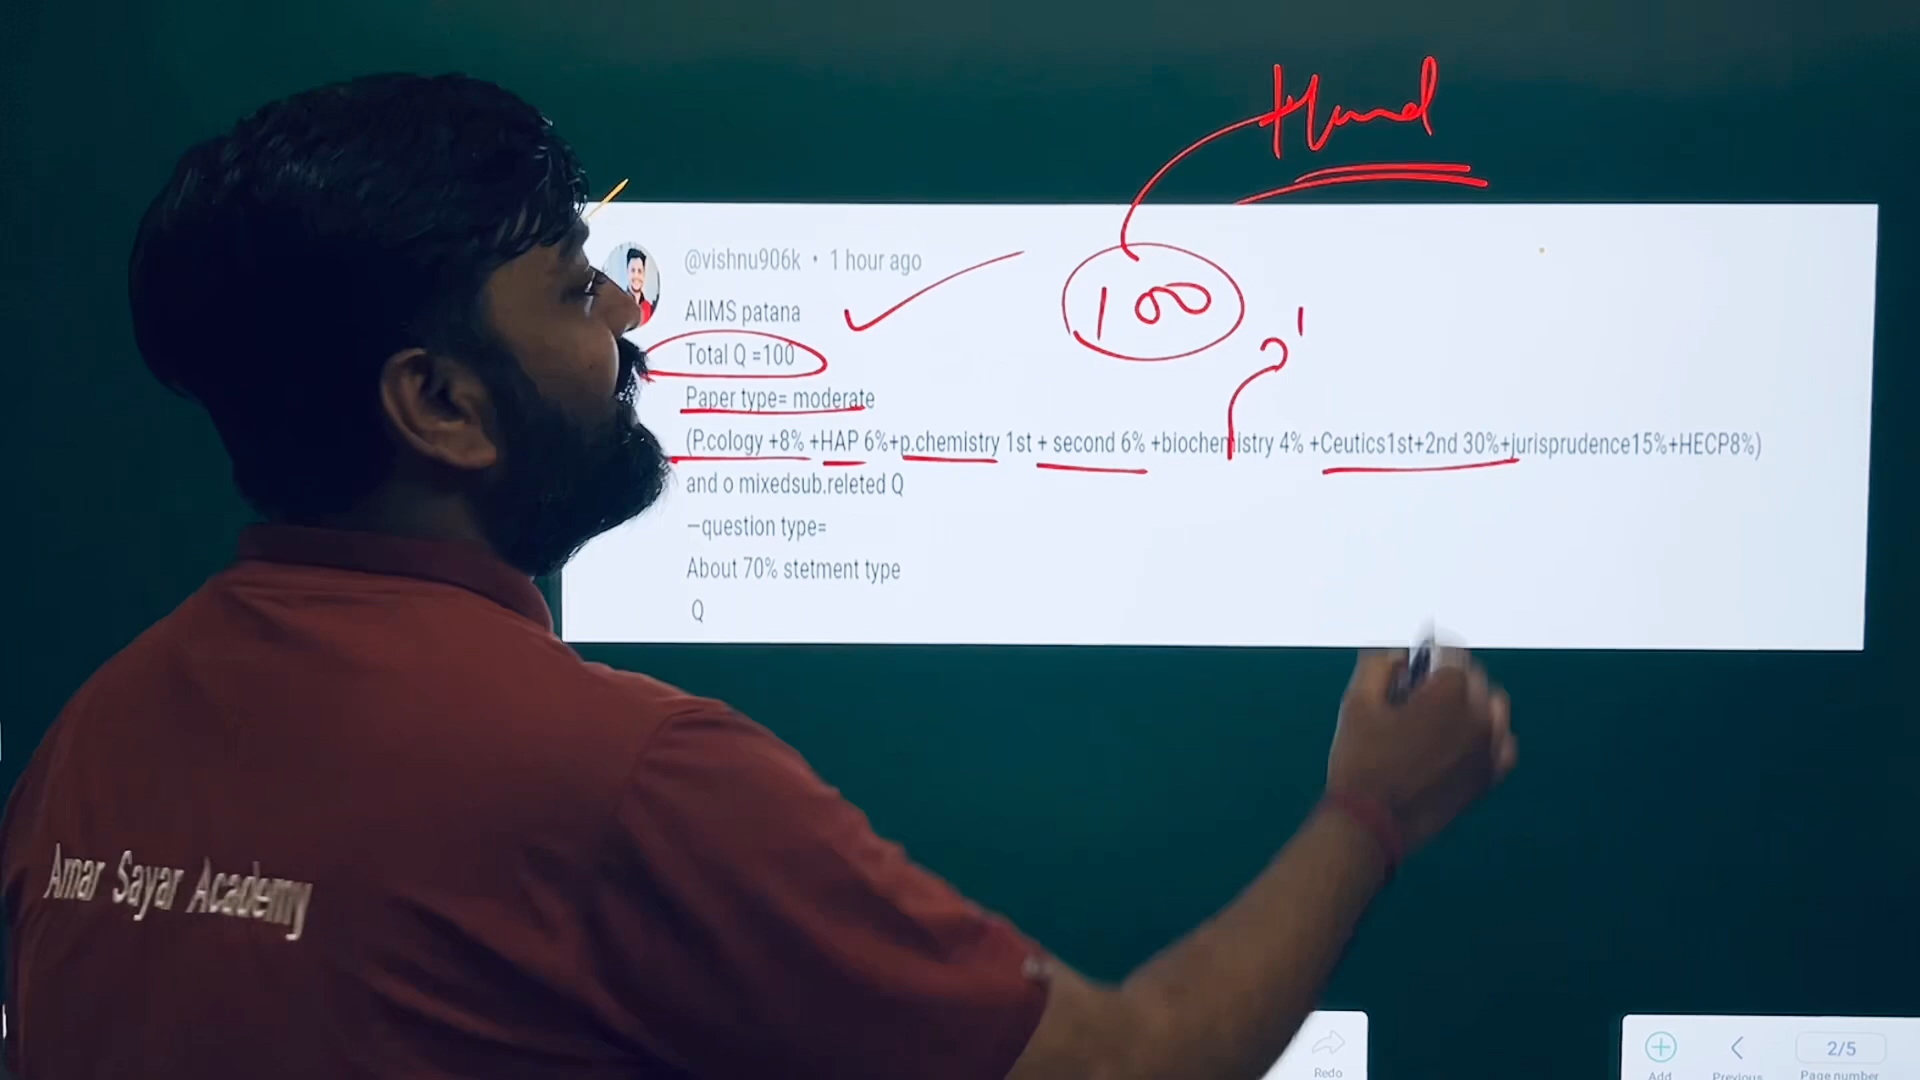 Hund
@vishnu906k • 1 hour ago
AIIMS patana
100
Total Q =100
Paper type= moderate
(P.cology +8% +HAP 6%+p.chemistry 1st + second 6% +biochemistry 4% +Ceutics1st+2nd 30%+jurisprudence15%+HECP8%)
and o mixedsub.releted Q
–question type=
About 70% stetment type
Q
Amar Sayar Academy
Redo
Add
Previous
2/5
Page number